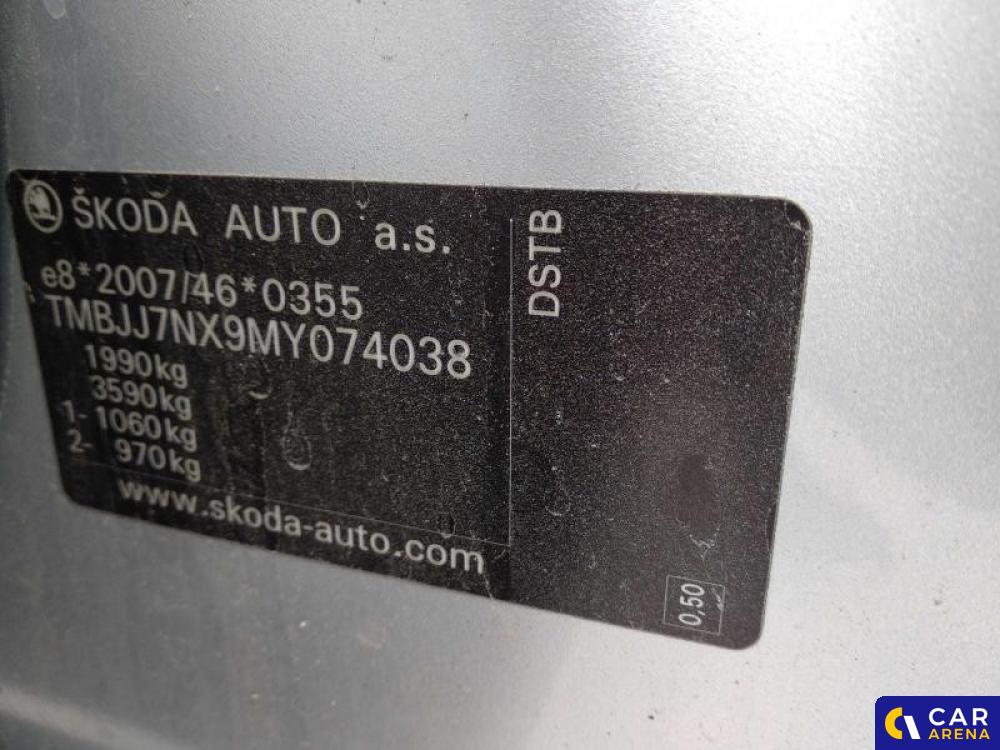 ŠKODA AUTO a.s.
e8*2007/46*0355
TMBJJ7NX9MY074038
1990kg
3590kg
1- 1060kg
2- 970kg
www.skoda-auto.com
DSTB
0,50
CAR
ARENA